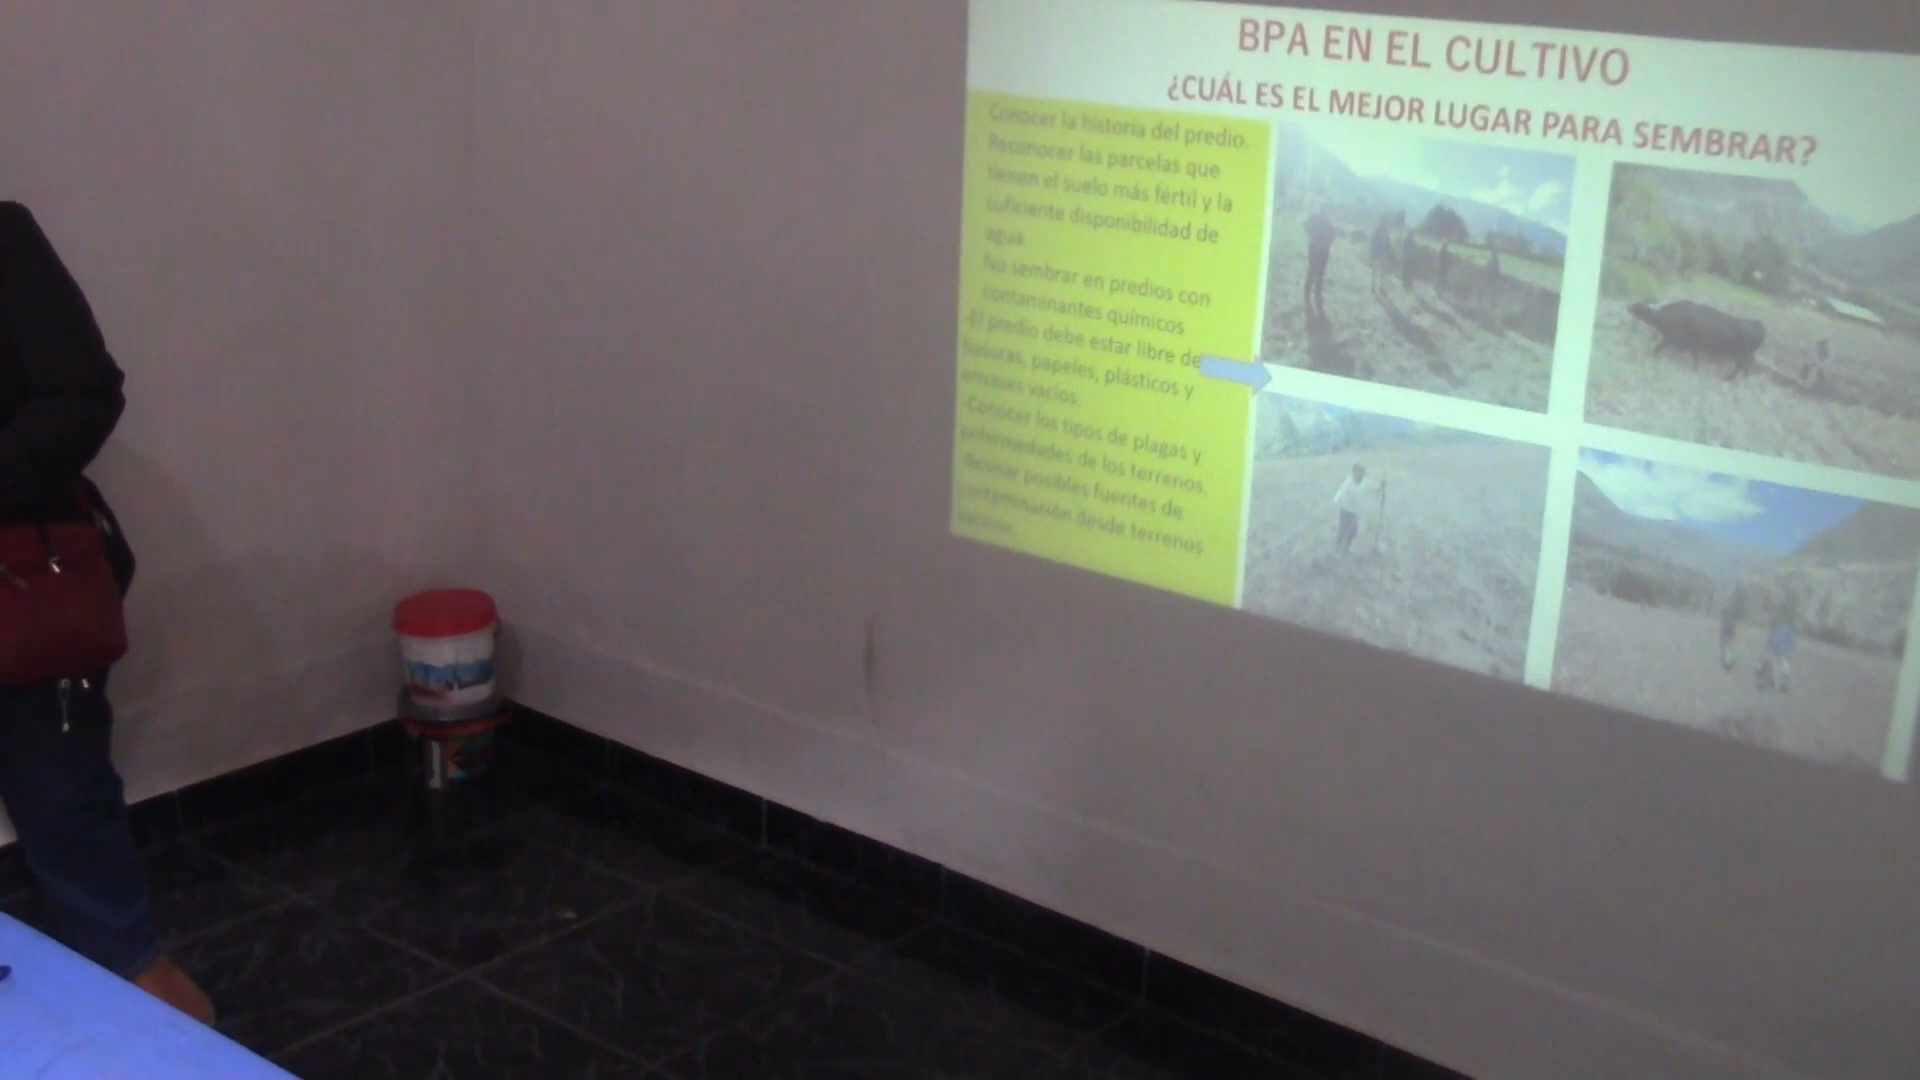 BPA EN EL CULTIVO
¿CUÁL ES EL MEJOR LUGAR PARA SEMBRAR?
Conocer la historia del predio.
Reconocer las parcelas que
tienen el suelo más fértil y la
suficiente disponibilidad de
agua
No sembrar en predios con
contaminantes químicos
El predio debe estar libre de
basuras, papeles, plásticos y
envases vacíos.
Conocer los tipos de plagas y
enfermedades de los terrenos.
Revisar posibles fuentes de
contaminación desde terrenos